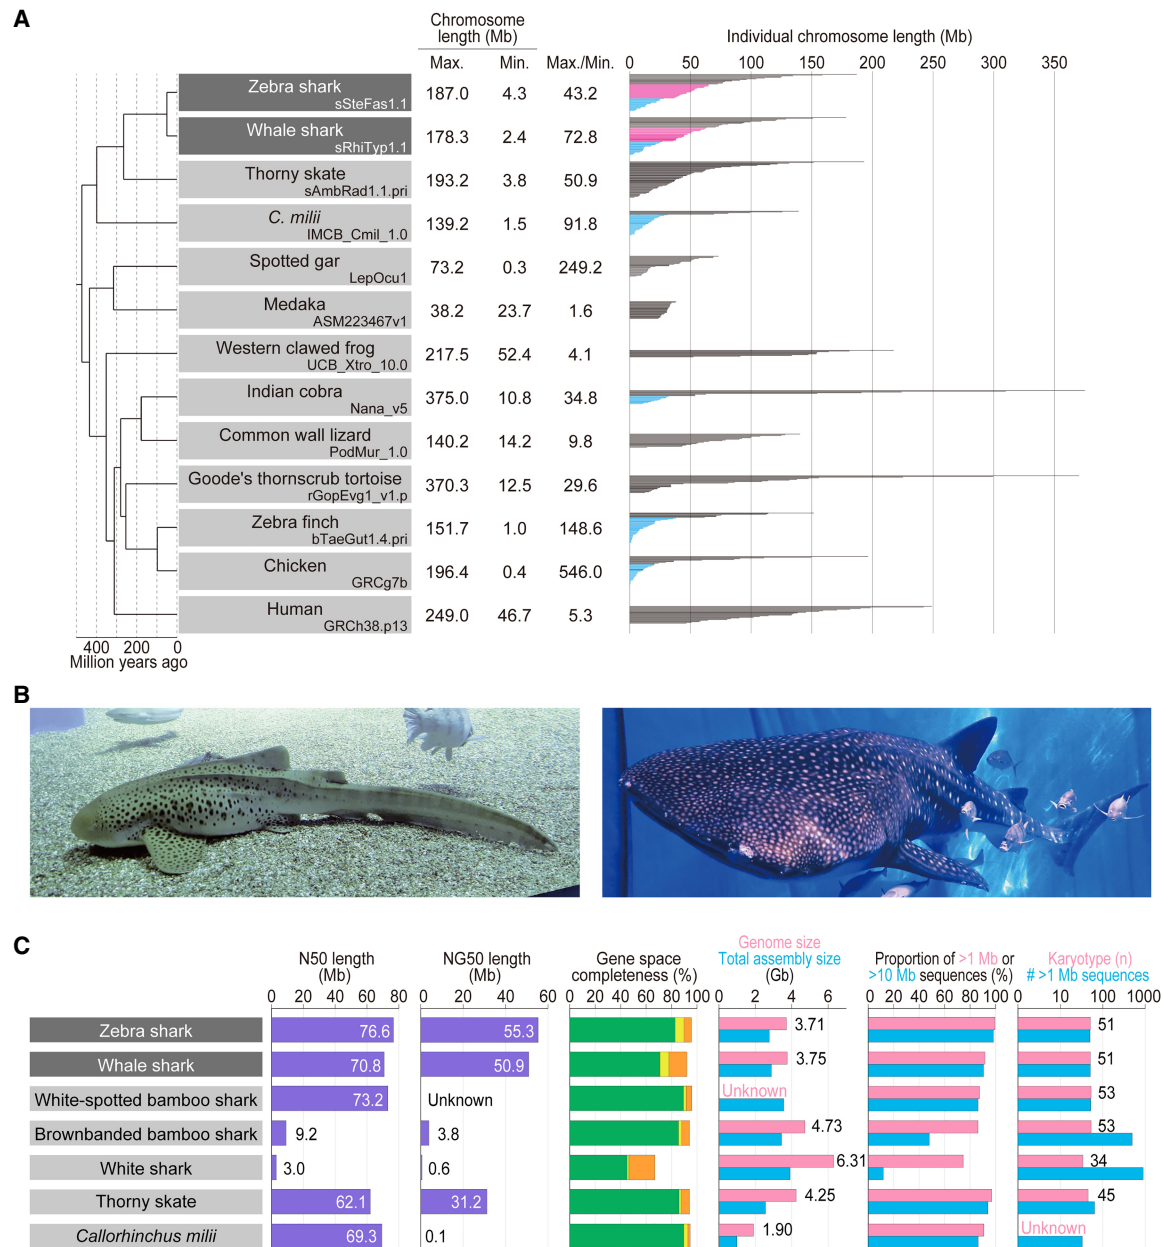 A
Chromosome
length (Mb)
Individual chromosome length (Mb)
Max. Min. Max./Min. 0 50 100 150 200 250 300 350
Zebra shark
sSteFas1.1
187.0 4.3 43.2
Whale shark
sRhiTyp1.1
178.3 2.4 72.8
Thorny skate
sAmbRad1.1.pri
193.2 3.8 50.9
C. milii
IMCB_Cmil_1.0
139.2 1.5 91.8
Spotted gar
LepOcu1
73.2 0.3 249.2
Medaka
ASM223467v1
38.2 23.7 1.6
Western clawed frog
UCB_Xtro_10.0
217.5 52.4 4.1
Indian cobra
Nana_v5
375.0 10.8 34.8
Common wall lizard
PodMur_1.0
140.2 14.2 9.8
Goode's thornscrub tortoise
rGopEvg1_v1.p
370.3 12.5 29.6
Zebra finch
bTaeGut1.4.pri
151.7 1.0 148.6
Chicken
GRCg7b
196.4 0.4 546.0
Human
GRCh38.p13
249.0 46.7 5.3
400 200 0
Million years ago
B
C
N50 length
(Mb)
0 20 40 60 80
NG50 length
(Mb)
0 20 40 60
Gene space
completeness (%)
0 20 40 60 80 100
Genome size
Total assembly size
(Gb)
0 2 4 6
Proportion of >1 Mb or
>10 Mb sequences (%)
0 20 40 60 80 100
Karyotype (n)
# >1 Mb sequences
0 10 100 1000
Zebra shark 76.6 55.3 3.71 51
Whale shark 70.8 50.9 3.75 51
White-spotted bamboo shark 73.2 Unknown Unknown 53
Brownbanded bamboo shark 9.2 3.8 4.73 53
White shark 3.0 0.6 6.31 34
Thorny skate 62.1 31.2 4.25 45
Callorhinchus milii 69.3 0.1 1.90 Unknown